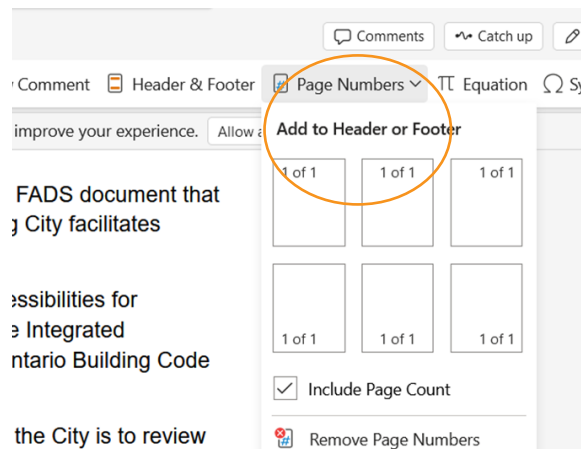 Comments Catch up
Comment Header & Footer Page Numbers Equation
improve your experience. Allow
Add to Header or Footer
1 of 1 1 of 1 1 of 1
FADS document that
City facilitates
1 of 1 1 of 1 1 of 1
essibilities for
e Integrated
ntario Building Code
Include Page Count
the City is to review
Remove Page Numbers